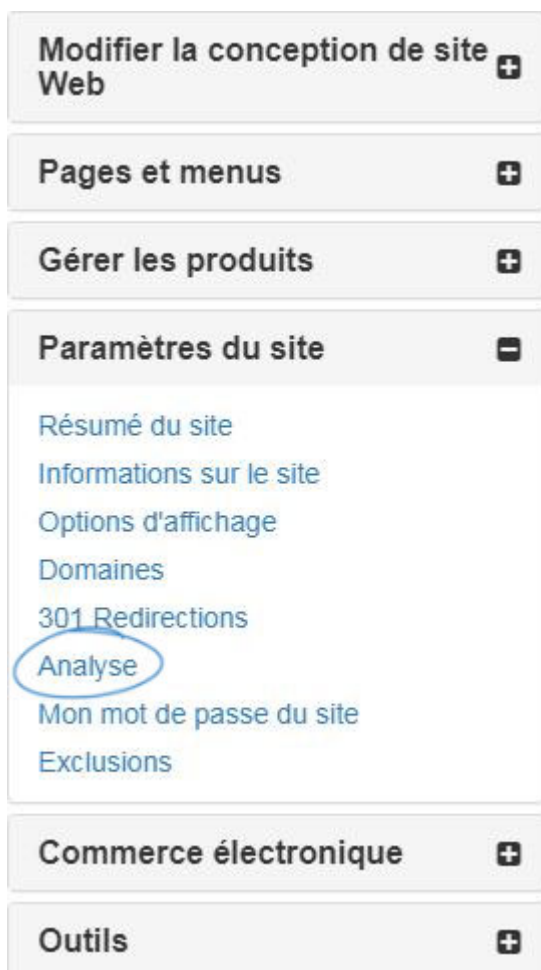 Modifier la conception de site
Web
Pages et menus
Gérer les produits
Paramètres du site
Résumé du site
Informations sur le site
Options d'affichage
Domaines
301 Redirections
Analyse
Mon mot de passe du site
Exclusions
Commerce électronique
Outils